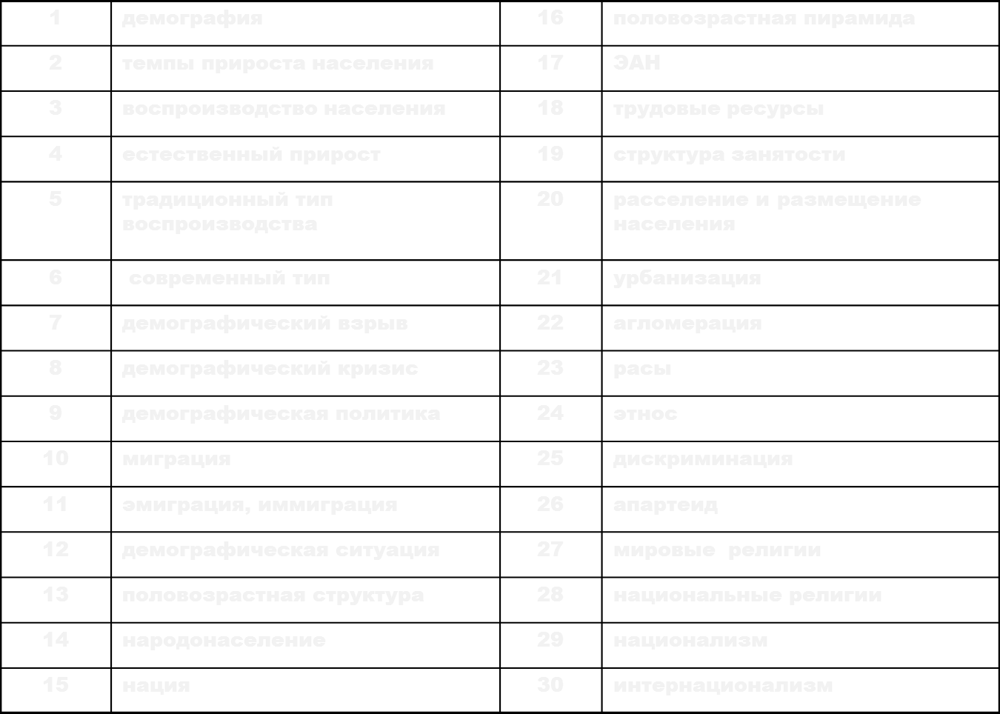 1 демография 16 половозрастная пирамида
2 темпы прироста населения 17 ЭАН
3 воспроизводство населения 18 трудовые ресурсы
4 естественный прирост 19 структура занятости
5 традиционный тип 20 расселение и размещение
воспроизводства населения
6 современный тип 21 урбанизация
7 демографический взрыв 22 агломерация
8 демографический кризис 23 расы
9 демографическая политика 24 этнос
10 миграция 25 дискриминация
11 эмиграция, иммиграция 26 апартеид
12 демографическая ситуация 27 мировые религии
13 половозрастная структура 28 национальные религии
14 народонаселение 29 национализм
15 нация 30 интернационализм